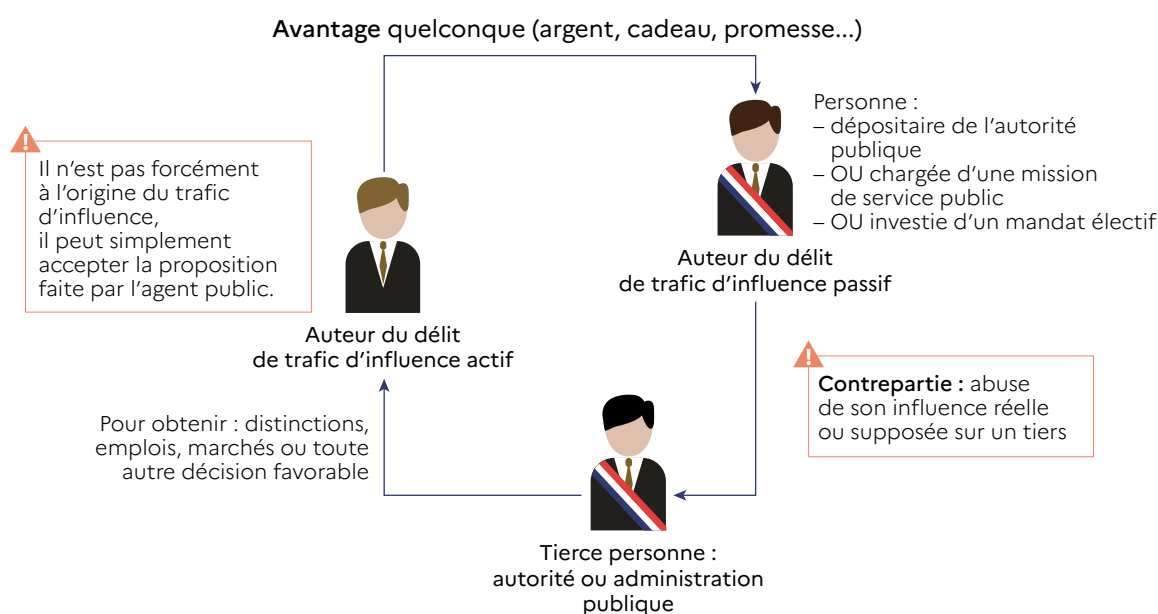 Avantage quelconque (argent, cadeau, promesse...)
Personne :
– dépositaire de l'autorité
publique
– OU chargée d'une mission
de service public
– OU investie d'un mandat électif
Il n'est pas forcément
à l'origine du trafic
d'influence,
il peut simplement
accepter la proposition
faite par l'agent public.
Auteur du délit
de trafic d'influence passif
Auteur du délit
de trafic d'influence actif
Contrepartie : abuse
de son influence réelle
ou supposée sur un tiers
Pour obtenir : distinctions,
emplois, marchés ou toute
autre décision favorable
Tierce personne :
autorité ou administration
publique